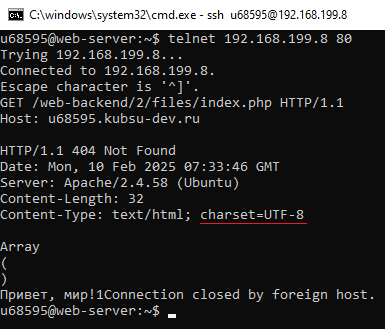 C:\windows\system32\cmd.exe - ssh u68595@192.168.199.8
u68595@web-server:~$ telnet 192.168.199.8 80
Trying 192.168.199.8...
Connected to 192.168.199.8.
Escape character is '^]'.
GET /web-backend/2/files/index.php HTTP/1.1
Host: u68595.kubsu-dev.ru

HTTP/1.1 404 Not Found
Date: Mon, 10 Feb 2025 07:33:46 GMT
Server: Apache/2.4.58 (Ubuntu)
Content-Length: 32
Content-Type: text/html; charset=UTF-8

Array
(
)
Привет, мир!1Connection closed by foreign host.
u68595@web-server:~$